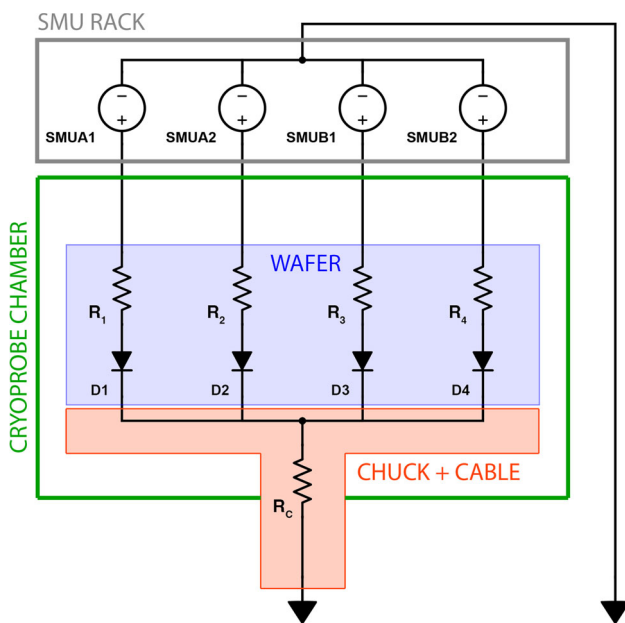 SMU RACK
− − − −
+ + + +
SMUA1 SMUA2 SMUB1 SMUB2
CRYOPROBE CHAMBER
WAFER
R₁ R₂ R₃ R₄
D1 D2 D3 D4
CHUCK + CABLE
R_C